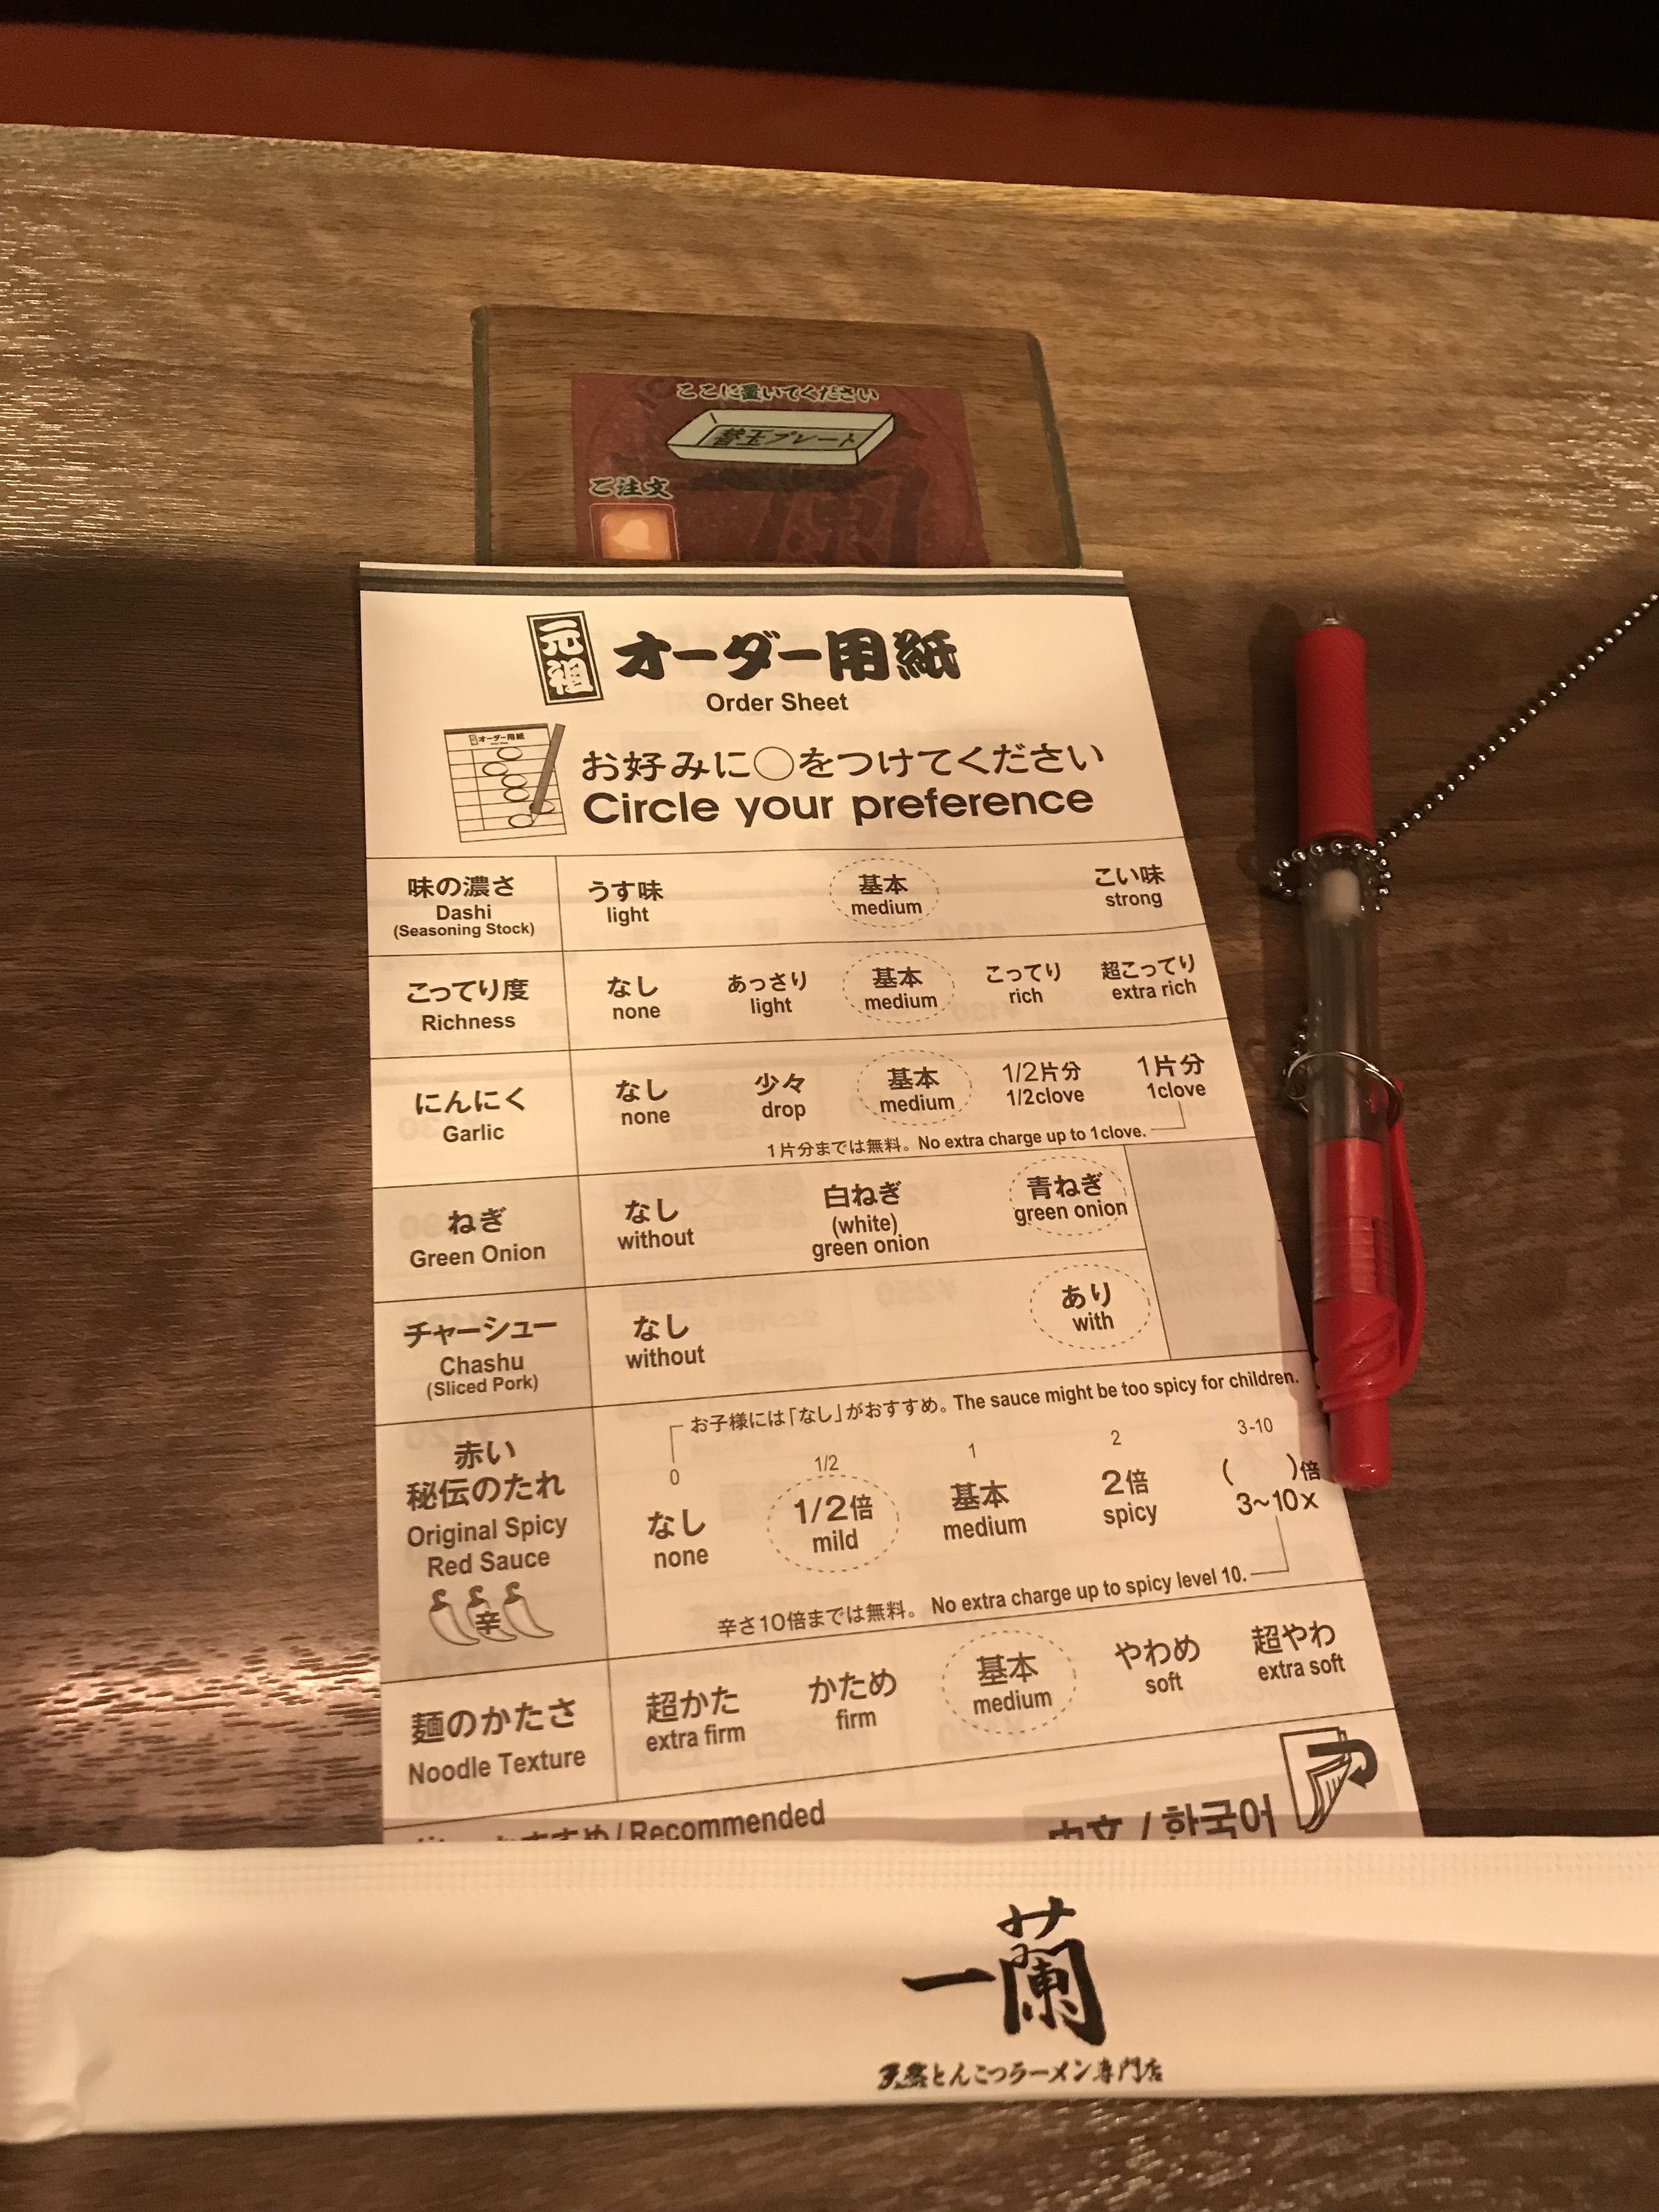 ここに置いてください
替玉プレート
ご注文
元祖
オーダー用紙
Order Sheet
オーダー用紙
お好みに○をつけてください
Circle your preference
味の濃さ
Dashi
(Seasoning Stock)
うす味
light
基本
medium
こい味
strong
こってり度
Richness
なし
none
あっさり
light
基本
medium
こってり
rich
超こってり
extra rich
にんにく
Garlic
なし
none
少々
drop
基本
medium
1/2片分
1/2clove
1片分
1clove
1片分までは無料。No extra charge up to 1clove.
ねぎ
Green Onion
なし
without
白ねぎ
(white)
green onion
青ねぎ
green onion
チャーシュー
Chashu
(Sliced Pork)
なし
without
あり
with
赤い
秘伝のたれ
Original Spicy
Red Sauce
辛
お子様には「なし」がおすすめ。The sauce might be too spicy for children.
0
なし
none
1/2
1/2倍
mild
1
基本
medium
2
2倍
spicy
3-10
( )倍
3~10x
辛さ10倍までは無料。 No extra charge up to spicy level 10.
麺のかたさ
Noodle Texture
超かた
extra firm
かため
firm
基本
medium
やわめ
soft
超やわ
extra soft
おすすめ/Recommended
中文/한국어
一蘭
天然とんこつラーメン専門店